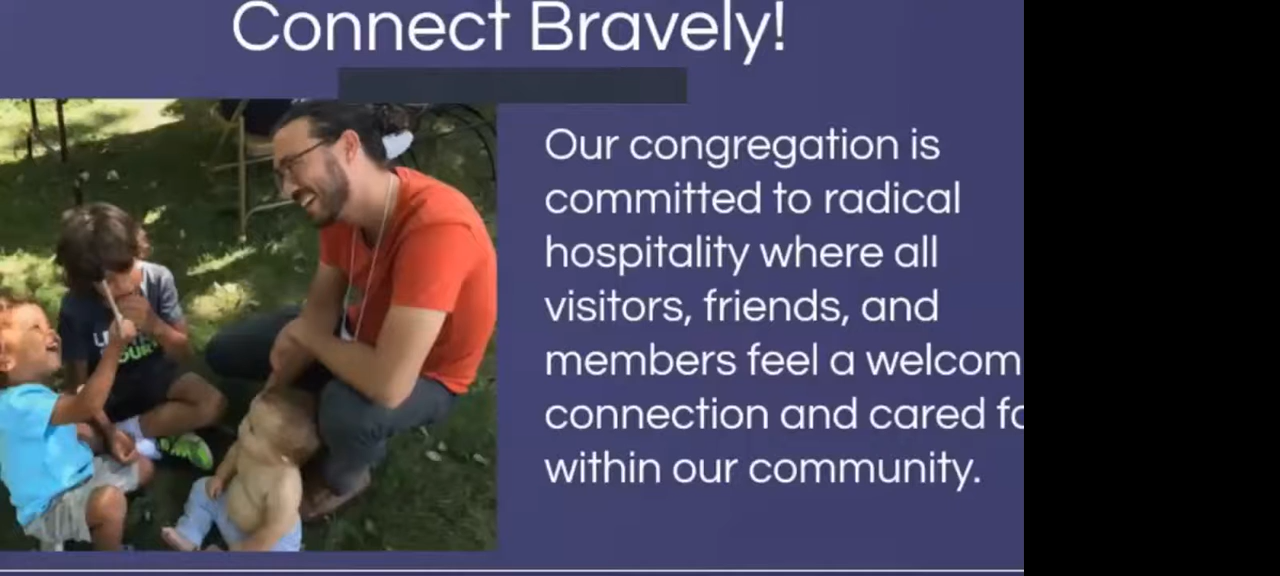 Connect Bravely!
Our congregation is
committed to radical
hospitality where all
visitors, friends, and
members feel a welcom
connection and cared fo
within our community.